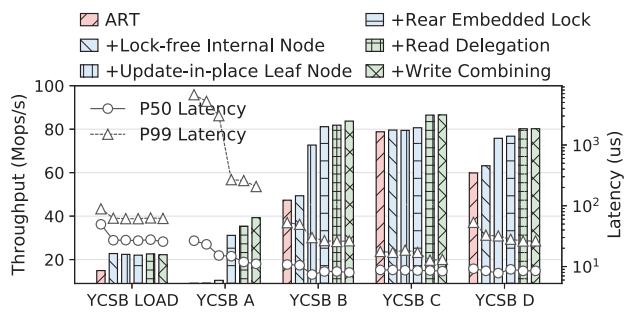 ART
+Lock-free Internal Node
+Update-in-place Leaf Node
+Rear Embedded Lock
+Read Delegation
+Write Combining
P50 Latency
P99 Latency
Throughput (Mops/s)
100
80
60
40
20
10³
10²
10¹
Latency (us)
YCSB LOAD
YCSB A
YCSB B
YCSB C
YCSB D